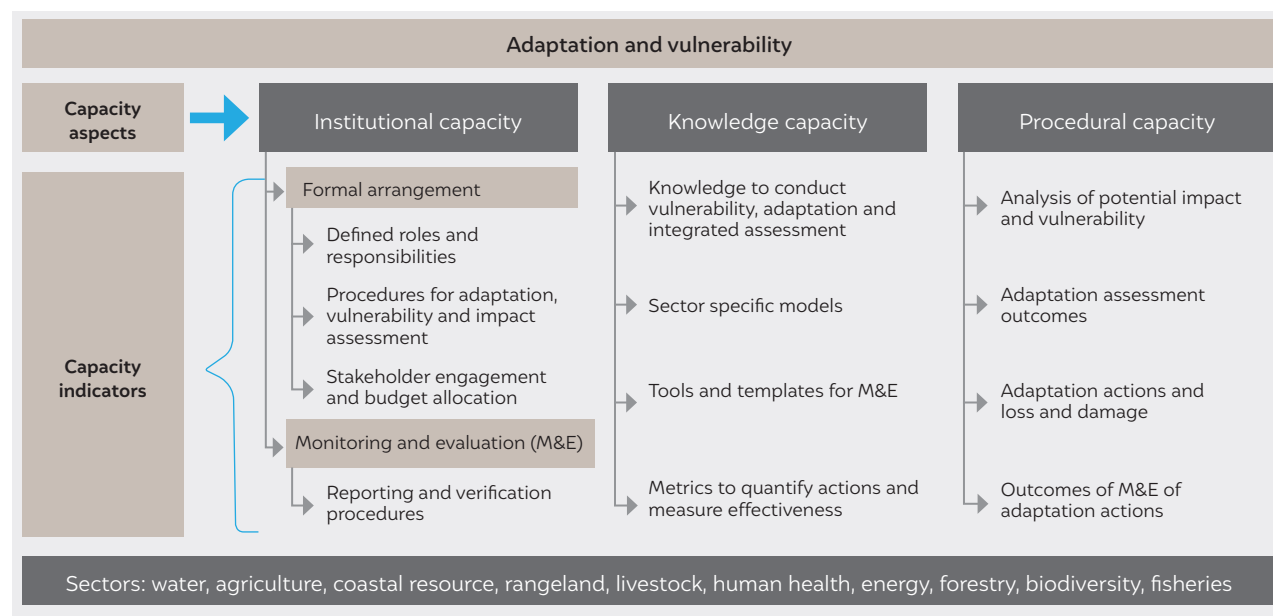 Adaptation and vulnerability
Capacity
aspects
Institutional capacity
Knowledge capacity
Procedural capacity
Capacity
indicators
Formal arrangement
Defined roles and
responsibilities
Procedures for adaptation,
vulnerability and impact
assessment
Stakeholder engagement
and budget allocation
Monitoring and evaluation (M&E)
Reporting and verification
procedures
Knowledge to conduct
vulnerability, adaptation and
integrated assessment
Sector specific models
Tools and templates for M&E
Metrics to quantify actions and
measure effectiveness
Analysis of potential impact
and vulnerability
Adaptation assessment
outcomes
Adaptation actions and
loss and damage
Outcomes of M&E of
adaptation actions
Sectors: water, agriculture, coastal resource, rangeland, livestock, human health, energy, forestry, biodiversity, fisheries